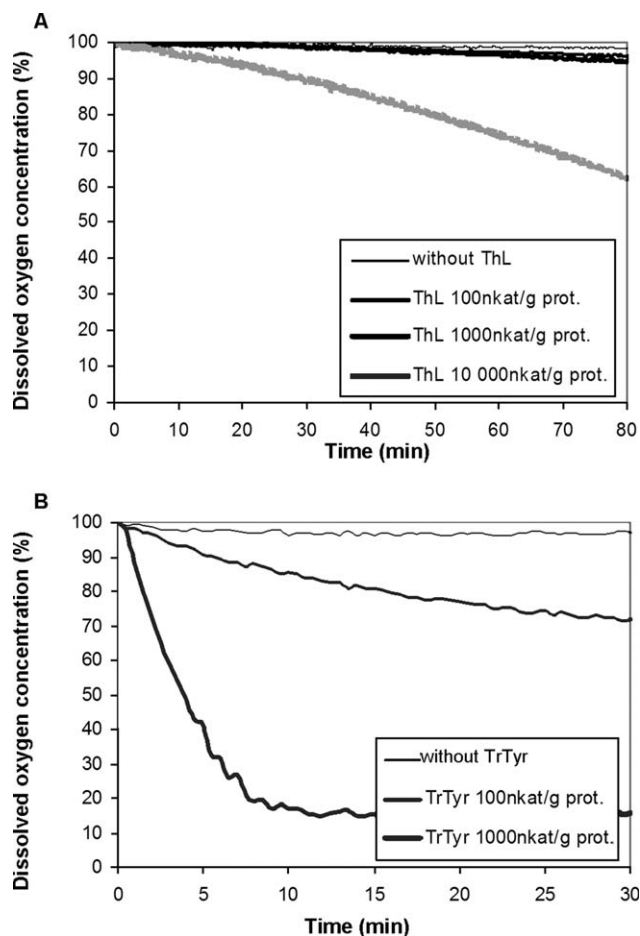 A
Dissolved oxygen concentration (%)
100
90
80
70
60
50
40
30
20
10
0
without ThL
ThL 100nkat/g prot.
ThL 1000nkat/g prot.
ThL 10 000nkat/g prot.
0 10 20 30 40 50 60 70 80
Time (min)
B
Dissolved oxygen concentration (%)
100
90
80
70
60
50
40
30
20
10
0
without TrTyr
TrTyr 100nkat/g prot.
TrTyr 1000nkat/g prot.
0 5 10 15 20 25 30
Time (min)